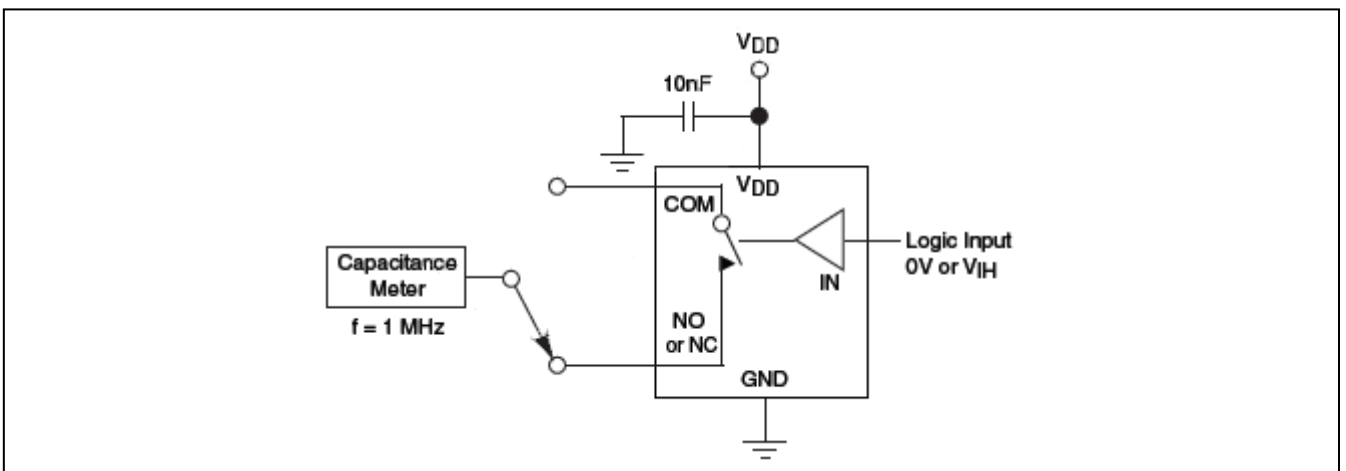 VDD
10nF
VDD
COM
Logic Input
0V or VIH
IN
Capacitance
Meter
f = 1 MHz
NO
or NC
GND